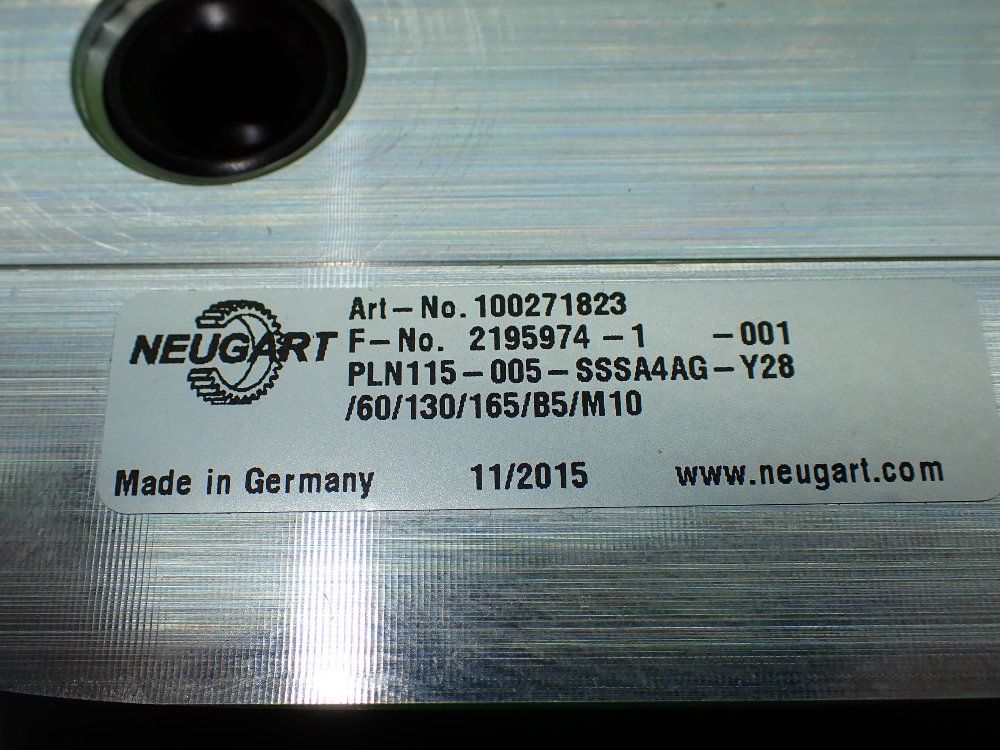 NEUGART
Art-No. 100271823
F-No. 2195974-1 -001
PLN115-005-SSSA4AG-Y28
/60/130/165/B5/M10
Made in Germany 11/2015 www.neugart.com